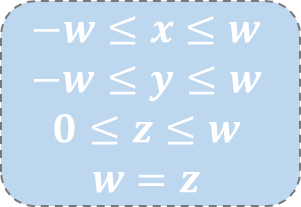 −w ≤ x ≤ w
−w ≤ y ≤ w
0 ≤ z ≤ w
w = z